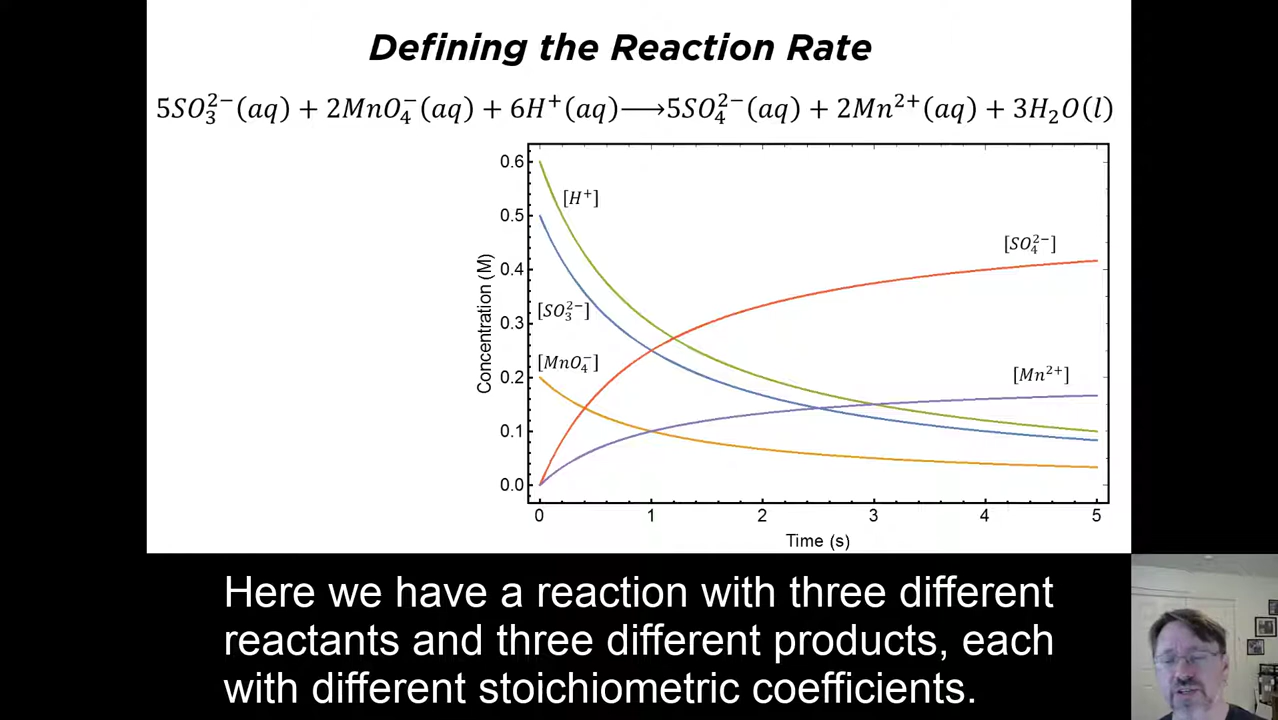 Defining the Reaction Rate
5SO₃²⁻(aq) + 2MnO₄⁻(aq) + 6H⁺(aq)⟶5SO₄²⁻(aq) + 2Mn²⁺(aq) + 3H₂O(l)
0.6
[H⁺]
0.5
[SO₄²⁻]
0.4
0.3
[SO₃²⁻]
[MnO₄⁻]
0.2
[Mn²⁺]
0.1
0.0
Concentration (M)
0 1 2 3 4 5
Time (s)
Here we have a reaction with three different
reactants and three different products, each
with different stoichiometric coefficients.